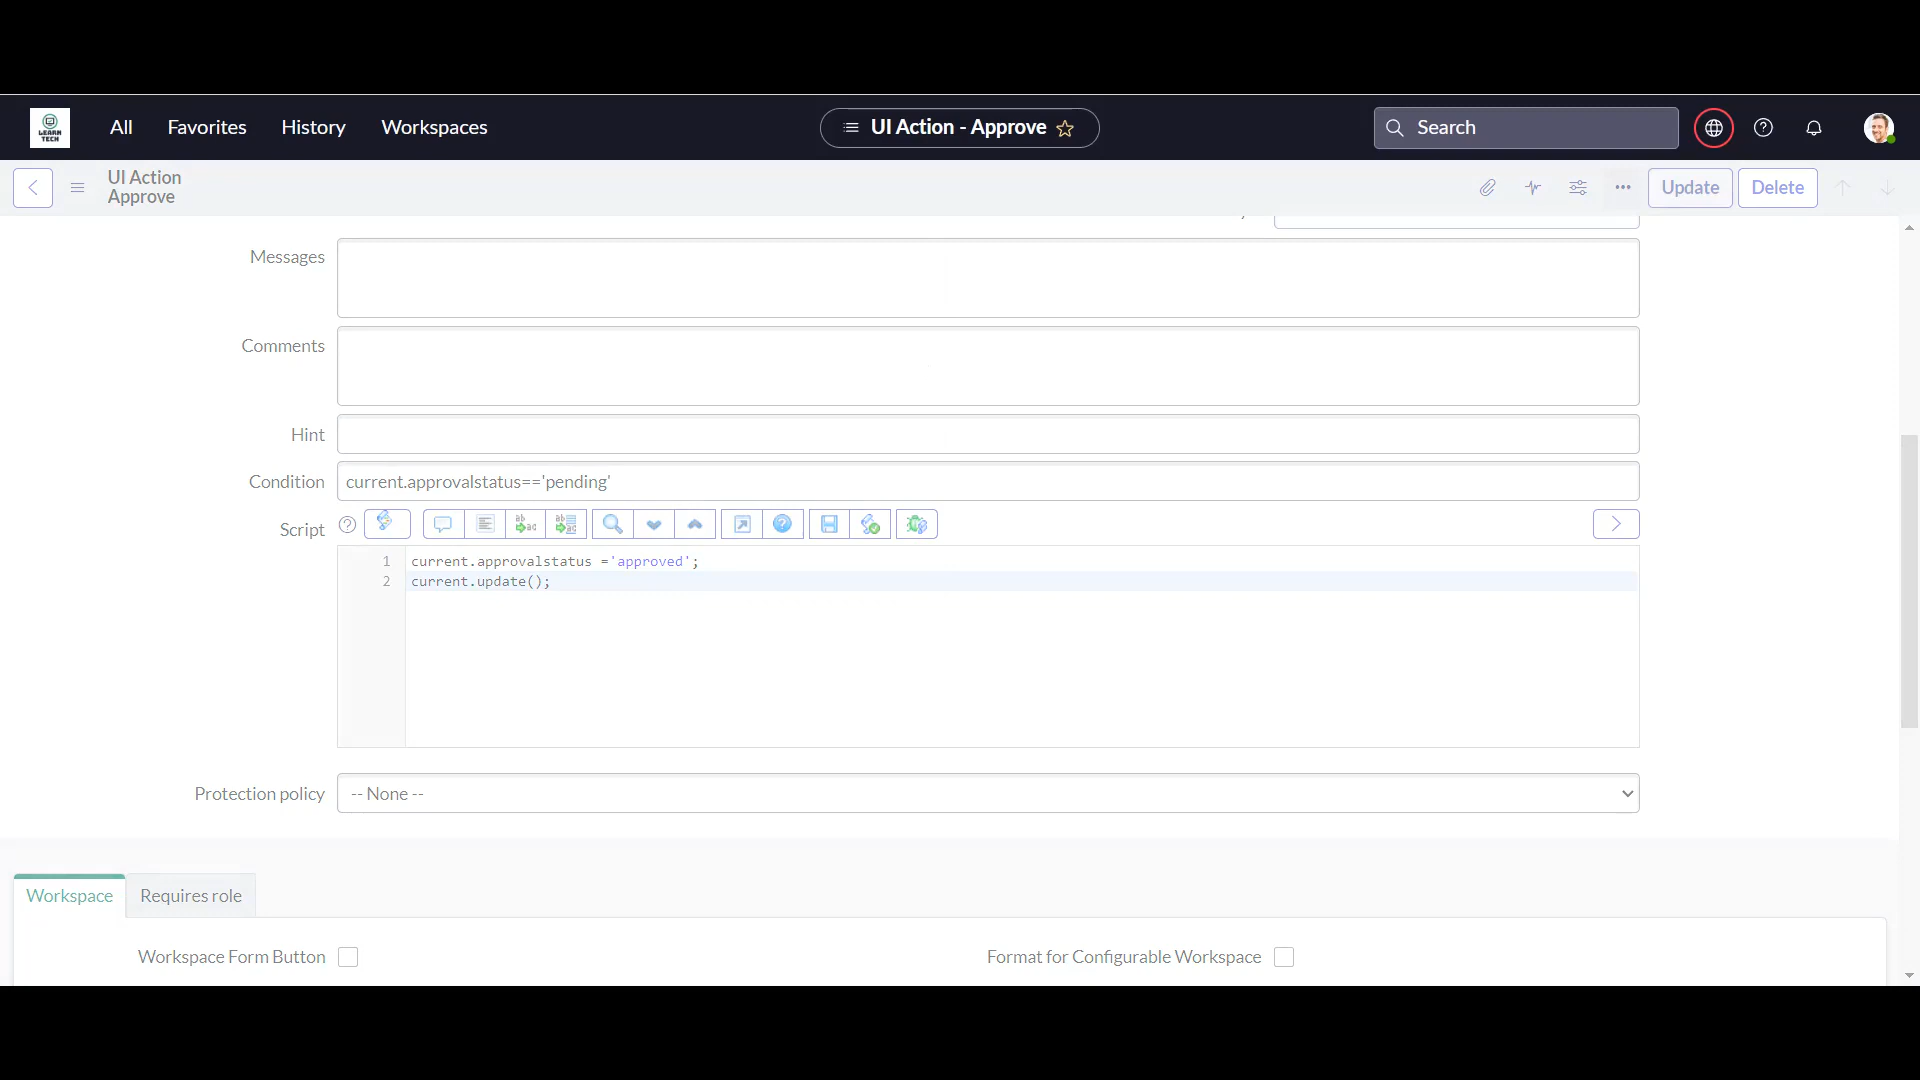 LEARN
TECH
All
Favorites
History
Workspaces
UI Action - Approve
Search
UI Action
Approve
Update
Delete
Messages
Comments
Hint
Condition
current.approvalstatus=='pending'
Script
1 current.approvalstatus ='approved';
2 current.update();
Protection policy
-- None --
Workspace
Requires role
Workspace Form Button
Format for Configurable Workspace